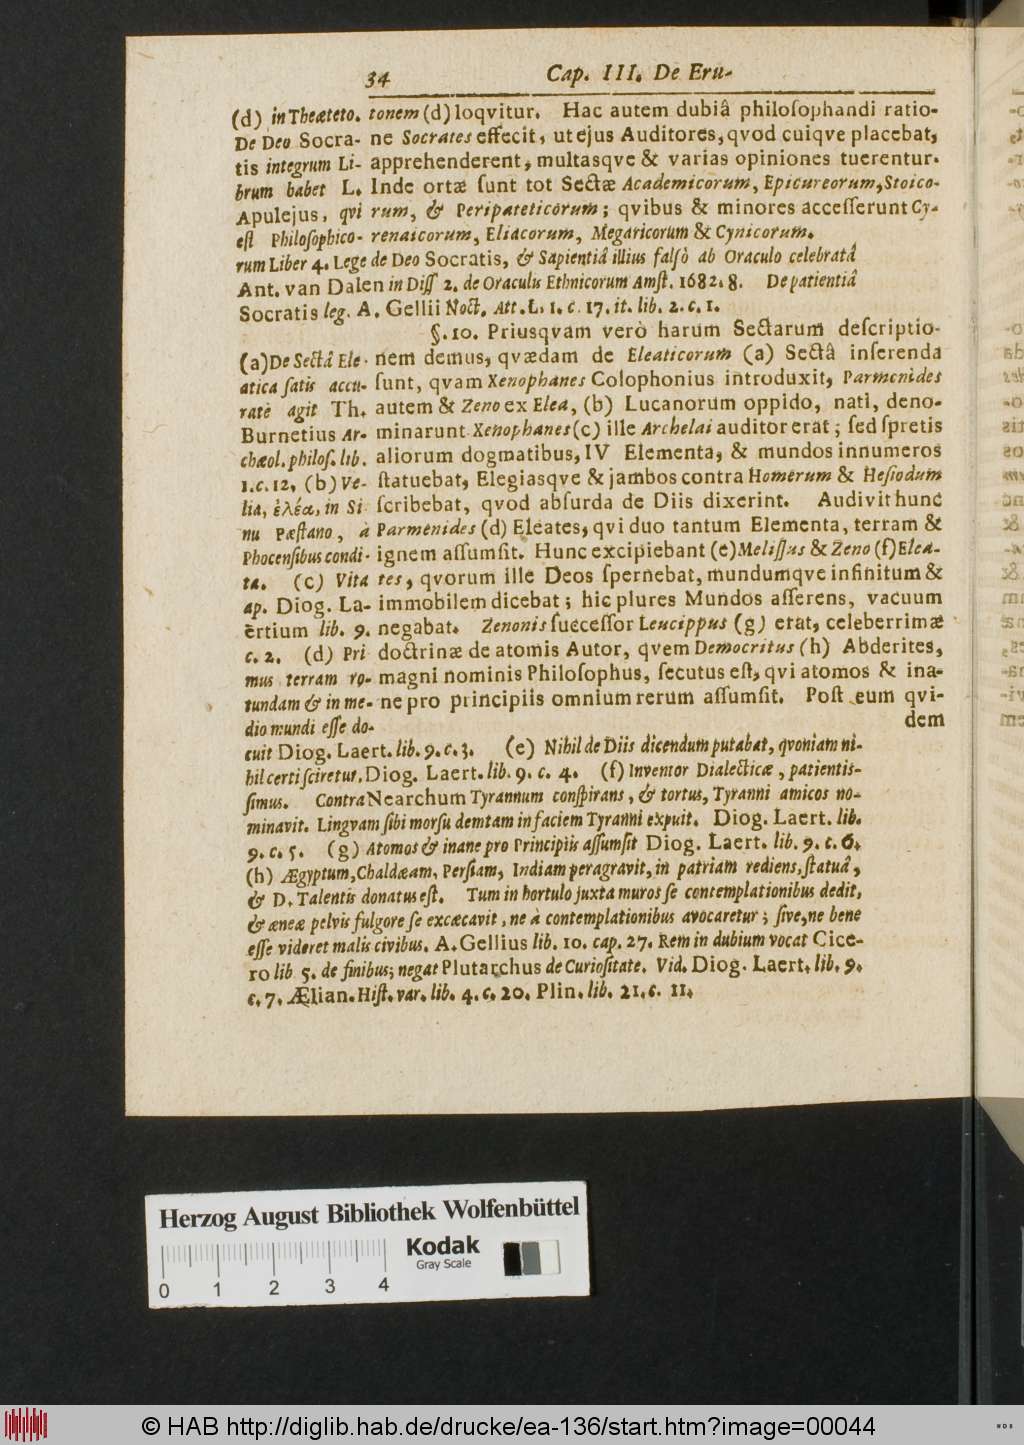 34 Cap. III. De Eru-
tonem (d) loqvitur. Hac autem dubiâ philoſophandi ratio-
ne Socrates effecit, ut ejus Auditores, qvod cuiqve placebat,
apprehenderent, multasqve & varias opiniones tuerentur.
Inde ortæ ſunt tot Sectæ Academicorum, Epicureorum, Stoico-
rum, & Peripateticorum; qvibus & minores acceſſerunt Cy-
renaicorum, Eliacorum, Megaricorum & Cynicorum.
(d) in Theæteto.
De Deo Socra-
tis integrum Li-
brum habet L.
Apulejus, qvi
eſt Philoſophico-
rum Liber 4. Lege de Deo Socratis, & Sapientiâ illius falſò ab Oraculo celebratâ
Ant. van Dalen in Diſſ 2. de Oraculis Ethnicorum Amſt. 1682. 8. De patientiâ
Socratis leg. A. Gellii Noct. Att. L. 1. c. 17. it. lib. 2. c. 1.
§. 10. Priusqvam verò harum Sectarum deſcriptio-
nem demus, qvædam de Eleaticorum (a) Sectâ inſerenda
ſunt, qvam Xenophanes Colophonius introduxit, Parmenides
autem & Zeno ex Elea, (b) Lucanorum oppido, nati, deno-
minarunt. Xenophanes (c) ille Archelai auditor erat; ſed ſpretis
aliorum dogmatibus, IV Elementa, & mundos innumeros
ſtatuebat, Elegiasqve & jambos contra Homerum & Heſiodum
ſcribebat, qvod abſurda de Diis dixerint. Audivit hunc
Parmenides (d) Eleates, qvi duo tantum Elementa, terram &
ignem aſſumſit. Hunc excipiebant (e) Meliſſus & Zeno (f) Elea-
tes, qvorum ille Deos ſpernebat, mundumqve infinitum &
immobilem dicebat; hic plures Mundos aſſerens, vacuum
negabat. Zenonis ſucceſſor Leucippus (g) erat, celeberrimæ
doctrinæ de atomis Autor, qvem Democritus (h) Abderites,
magni nominis Philoſophus, ſecutus eſt, qvi atomos & ina-
ne pro principiis omnium rerum aſſumſit. Poſt eum qvi-
dem
(a) De Sectâ Ele-
atica ſatis accu-
ratè agit Th.
Burnetius Ar-
chæol. philoſ. lib.
1. c. 12, (b) Ve-
lia, ἐλέα, in Si
nu Pæſtano, à
Phocenſibus condi-
ta. (c) Vita
ap. Diog. La-
ërtium lib. 9.
c. 2. (d) Pri
mus terram ro-
tundam & in me-
dio mundi eſſe do-
cuit Diog. Laert. lib. 9. c. 3. (e) Nihil de Diis dicendum putabat, qvoniam ni-
hil certi ſciretur, Diog. Laert. lib. 9. c. 4. (f) Inventor Dialecticæ, patientis-
ſimus. Contra Nearchum Tyrannum conſpirans, & tortus, Tyranni amicos no-
minavit. Lingvam ſibi morſu demtam in faciem Tyranni expuit. Diog. Laert. lib.
9. c. 5. (g) Atomos & inane pro Principiis aſſumſit Diog. Laert. lib. 9. c. 6.
(h) Ægyptum, Chaldæam, Perſiam, Indiam peragravit, in patriam rediens, ſtatuâ,
& D. Talentis donatus eſt. Tum in hortulo juxta muros ſe contemplationibus dedit,
& æneæ pelvis fulgore ſe excæcavit, ne à contemplationibus avocaretur; ſive, ne bene
eſſe videret malis civibus. A. Gellius lib. 10. cap. 27. Rem in dubium vocat Cice-
ro lib. 5. de finibus; negat Plutarchus de Curioſitate. Vid. Diog. Laert. lib. 9.
c. 7. Ælian. Hiſt. var. lib. 4. c. 20. Plin. lib. 21. c. 11.
Herzog August Bibliothek Wolfenbüttel
Kodak
Gray Scale
0 1 2 3 4
© HAB http://diglib.hab.de/drucke/ea-136/start.htm?image=00044